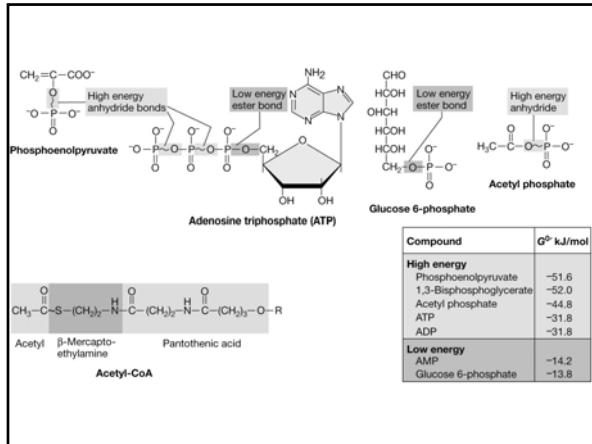 CH₂=C—COO⁻
O
⁻O—P—O⁻
O
High energy
anhydride bonds
Phosphoenolpyruvate
Low energy
ester bond
NH₂
N
N
N
N
⁻O—P~O—P~O—P—O—CH₂
O
O
O
O⁻
O⁻
O⁻
O
OH OH
Adenosine triphosphate (ATP)
CHO
HCOH
HOCH
HCOH
HCOH
CH₂—O—P—O⁻
O⁻
O
Low energy
ester bond
Glucose 6-phosphate
High energy
anhydride
H₃C—C—O~P—O⁻
O
O⁻
O
Acetyl phosphate
CH₃—C~S—(CH₂)₂—N—C—(CH₂)₂—N—C—(CH₂)₃—O—R
O
H
O
H
O
Acetyl
β-Mercapto-
ethylamine
Pantothenic acid
Acetyl-CoA
Compound G⁰′ kJ/mol
High energy
Phosphoenolpyruvate −51.6
1,3-Bisphosphoglycerate −52.0
Acetyl phosphate −44.8
ATP −31.8
ADP −31.8
Low energy
AMP −14.2
Glucose 6-phosphate −13.8